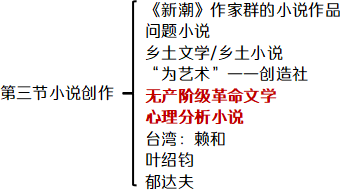 第三节小说创作
《新潮》作家群的小说作品
问题小说
乡土文学/乡土小说
“为艺术”——创造社
无产阶级革命文学
心理分析小说
台湾：赖和
叶绍钧
郁达夫